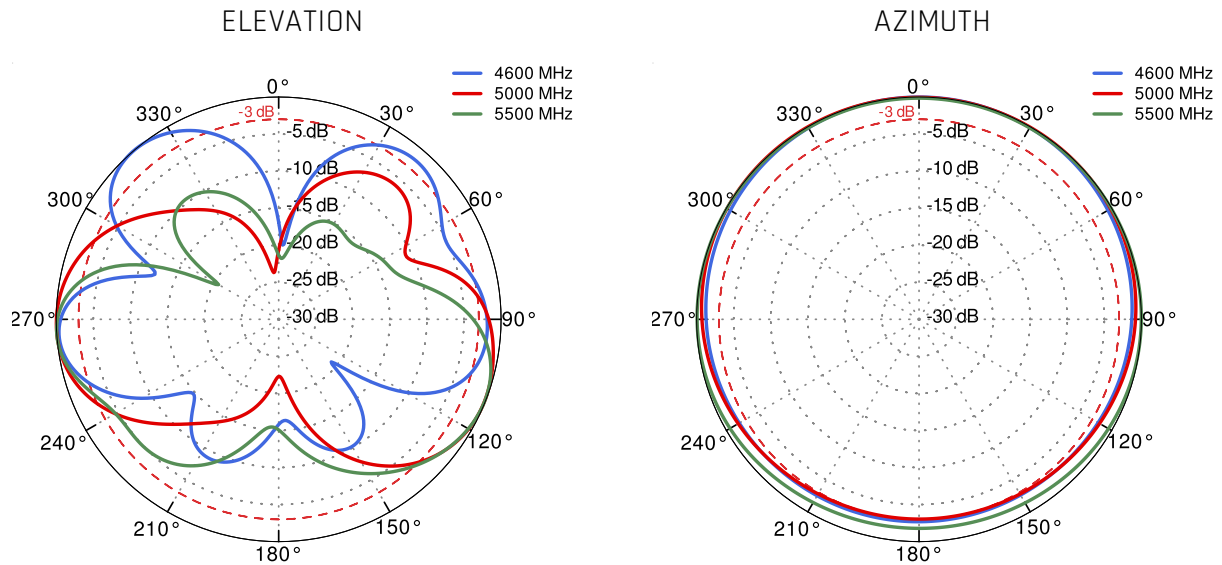 ELEVATION
4600 MHz
5000 MHz
5500 MHz
0°
30°
60°
90°
120°
150°
180°
210°
240°
270°
300°
330°
-3 dB
-5 dB
-10 dB
-15 dB
-20 dB
-25 dB
-30 dB
AZIMUTH
4600 MHz
5000 MHz
5500 MHz
0°
30°
60°
90°
120°
150°
180°
210°
240°
270°
300°
330°
-3 dB
-5 dB
-10 dB
-15 dB
-20 dB
-25 dB
-30 dB